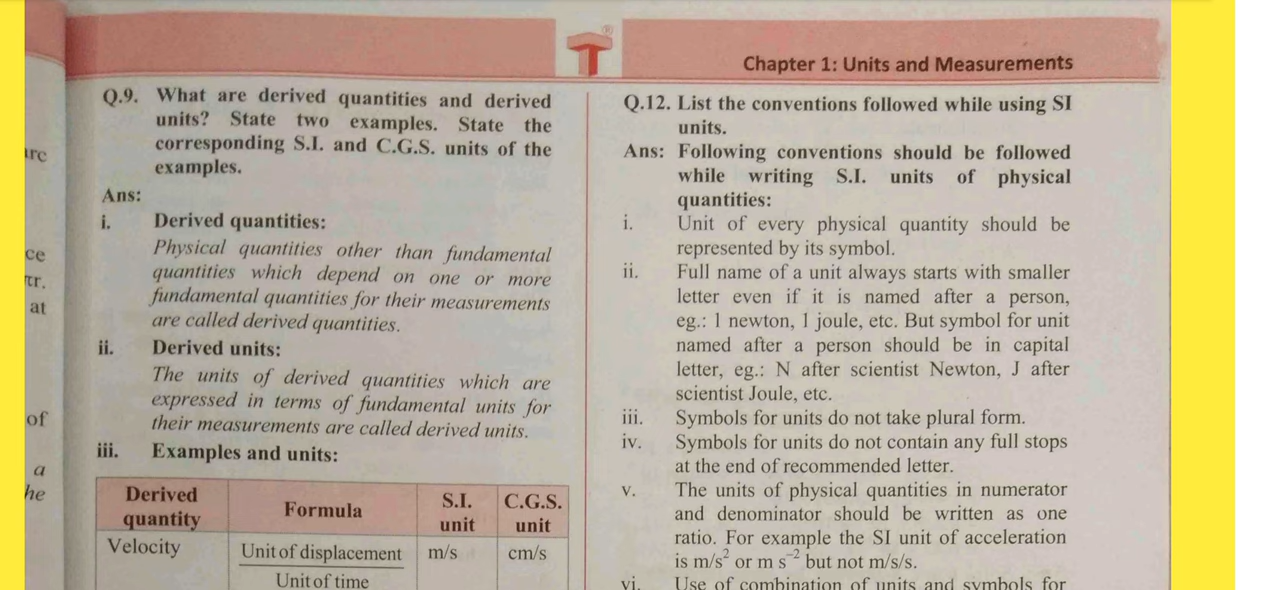 Chapter 1: Units and Measurements
Q.9. What are derived quantities and derived
units? State two examples. State the
corresponding S.I. and C.G.S. units of the
examples.
Ans:
i. Derived quantities:
Physical quantities other than fundamental
quantities which depend on one or more
fundamental quantities for their measurements
are called derived quantities.
ii. Derived units:
The units of derived quantities which are
expressed in terms of fundamental units for
their measurements are called derived units.
iii. Examples and units:
Derived quantity Formula S.I. unit C.G.S. unit
Velocity Unit of displacement m/s cm/s
Unit of time
Q.12. List the conventions followed while using SI
units.
Ans: Following conventions should be followed
while writing S.I. units of physical
quantities:
i. Unit of every physical quantity should be
represented by its symbol.
ii. Full name of a unit always starts with smaller
letter even if it is named after a person,
eg.: 1 newton, 1 joule, etc. But symbol for unit
named after a person should be in capital
letter, eg.: N after scientist Newton, J after
scientist Joule, etc.
iii. Symbols for units do not take plural form.
iv. Symbols for units do not contain any full stops
at the end of recommended letter.
v. The units of physical quantities in numerator
and denominator should be written as one
ratio. For example the SI unit of acceleration
is m/s² or m s⁻² but not m/s/s.
vi. Use of combination of units and symbols for